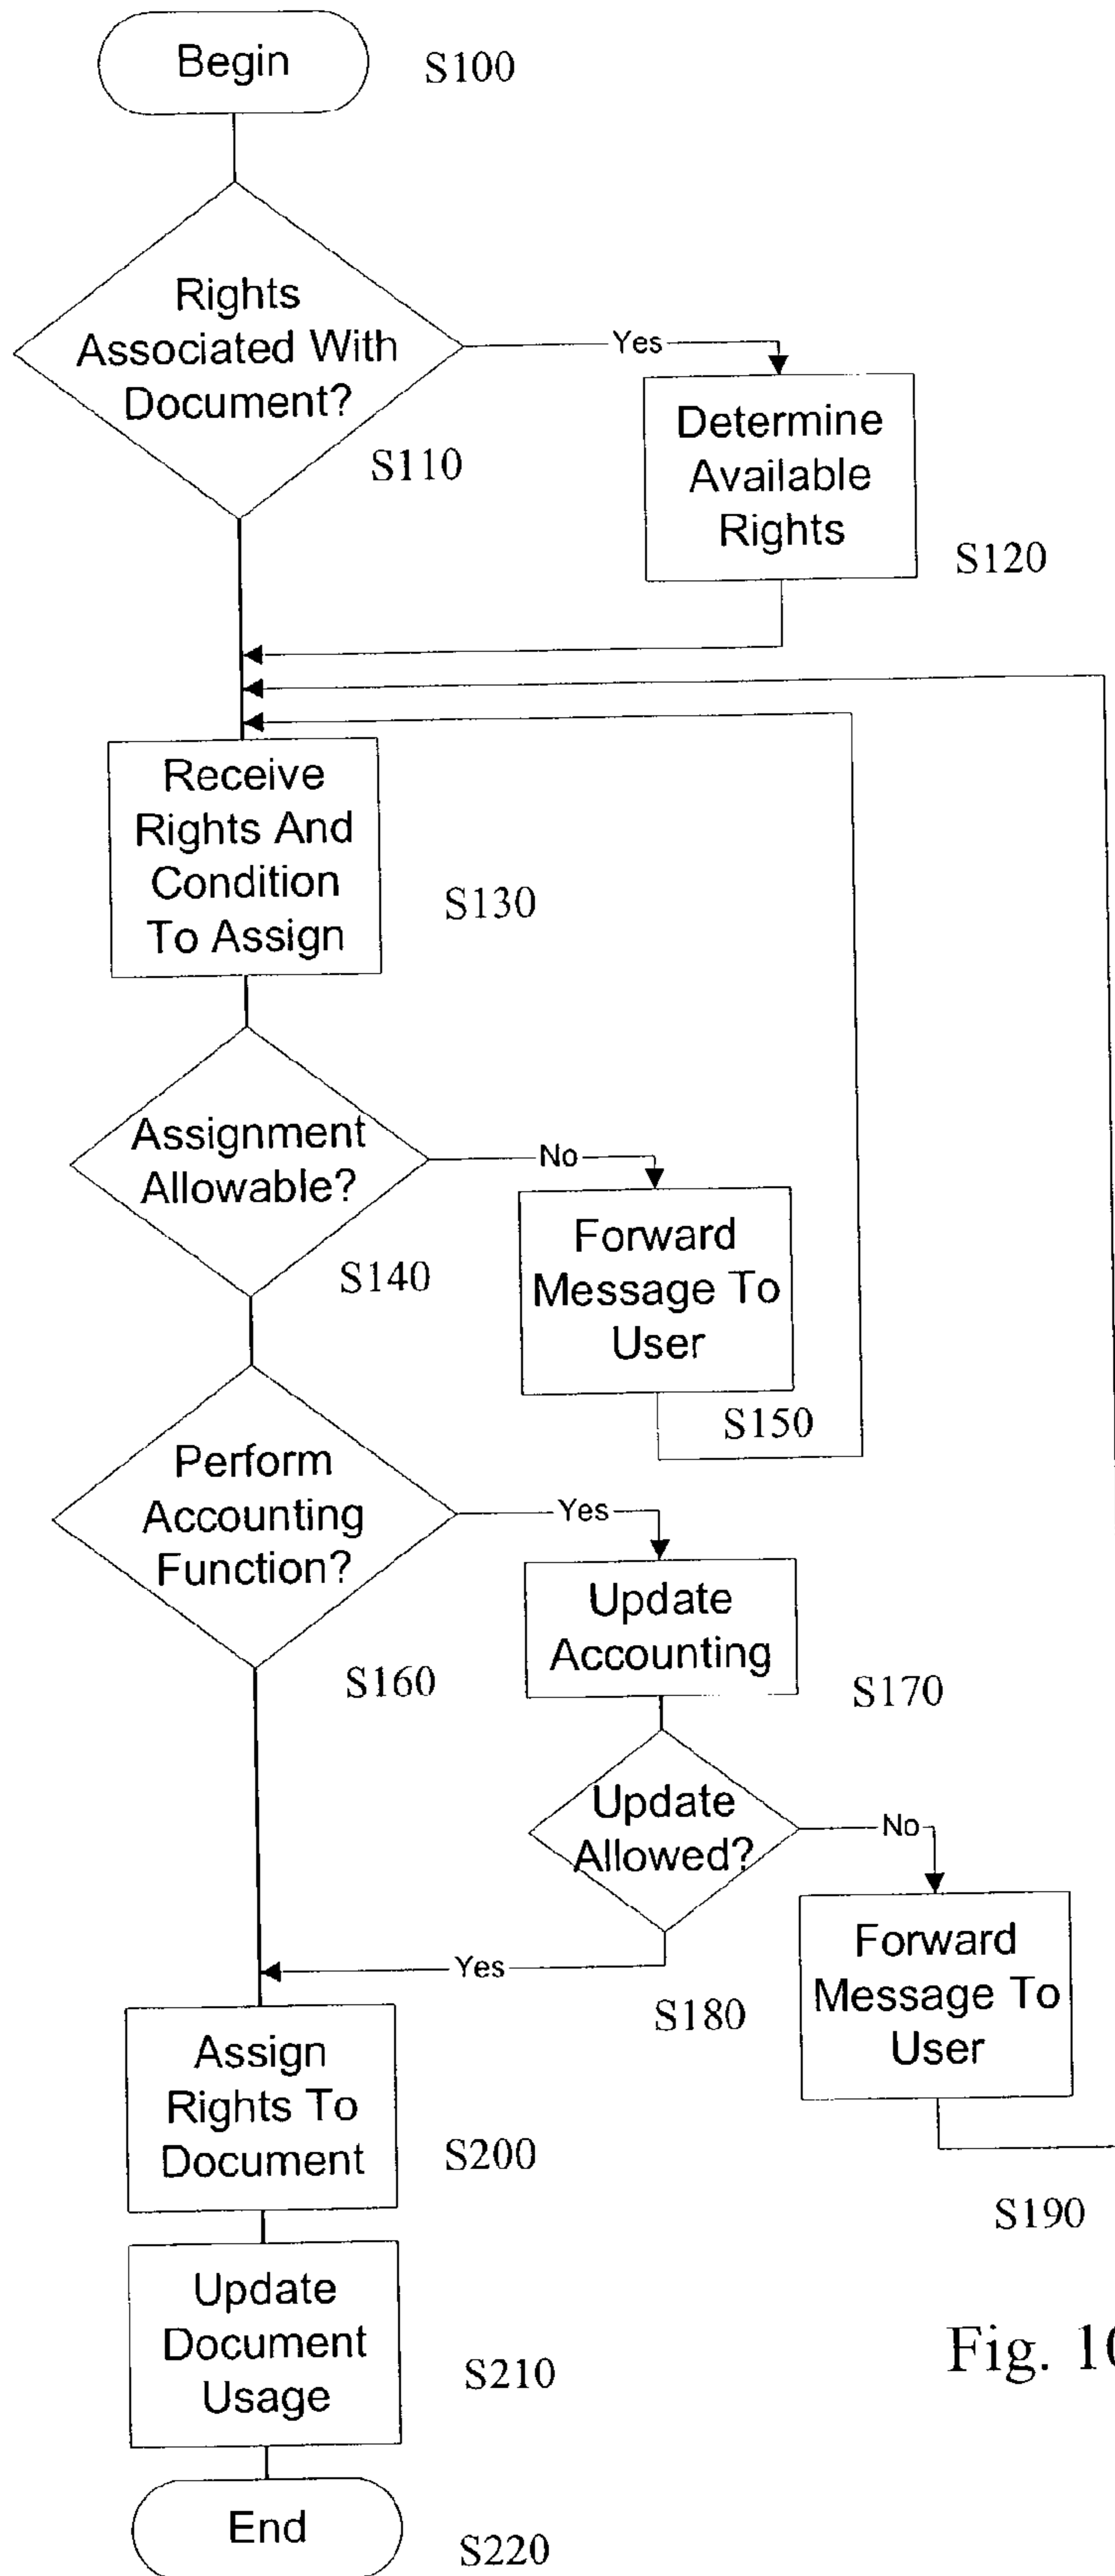 Begin
S100
Rights
Associated With
Document?
S110
Yes
Determine
Available
Rights
S120
Receive
Rights And
Condition
To Assign
S130
Assignment
Allowable?
S140
No
Forward
Message To
User
S150
Perform
Accounting
Function?
S160
Yes
Update
Accounting
S170
Update
Allowed?
S180
No
Forward
Message To
User
S190
Yes
Assign
Rights To
Document
S200
Update
Document
Usage
S210
Fig.
End
S220